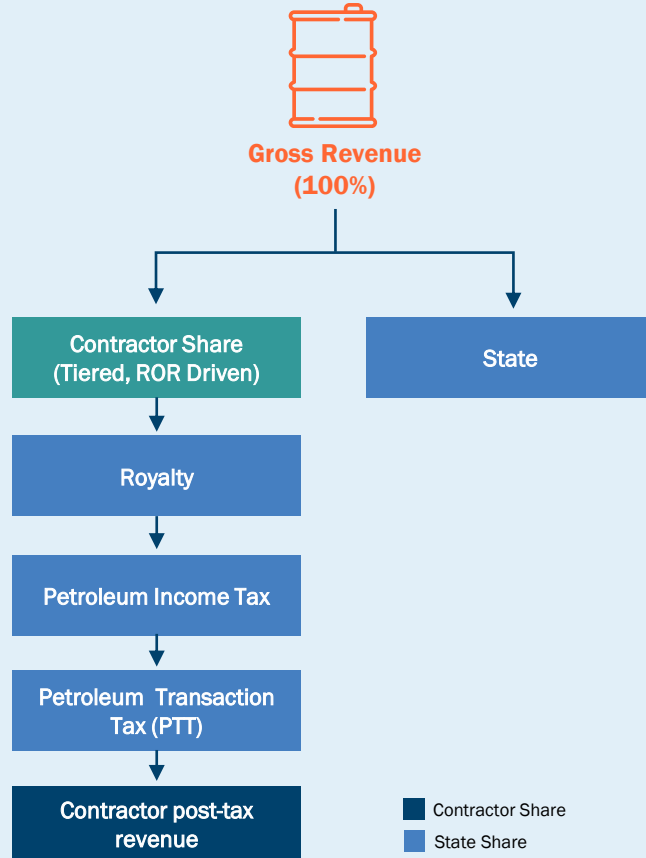 Gross Revenue
(100%)
Contractor Share
(Tiered, ROR Driven)
State
Royalty
Petroleum Income Tax
Petroleum Transaction
Tax (PTT)
Contractor post-tax
revenue
Contractor Share
State Share